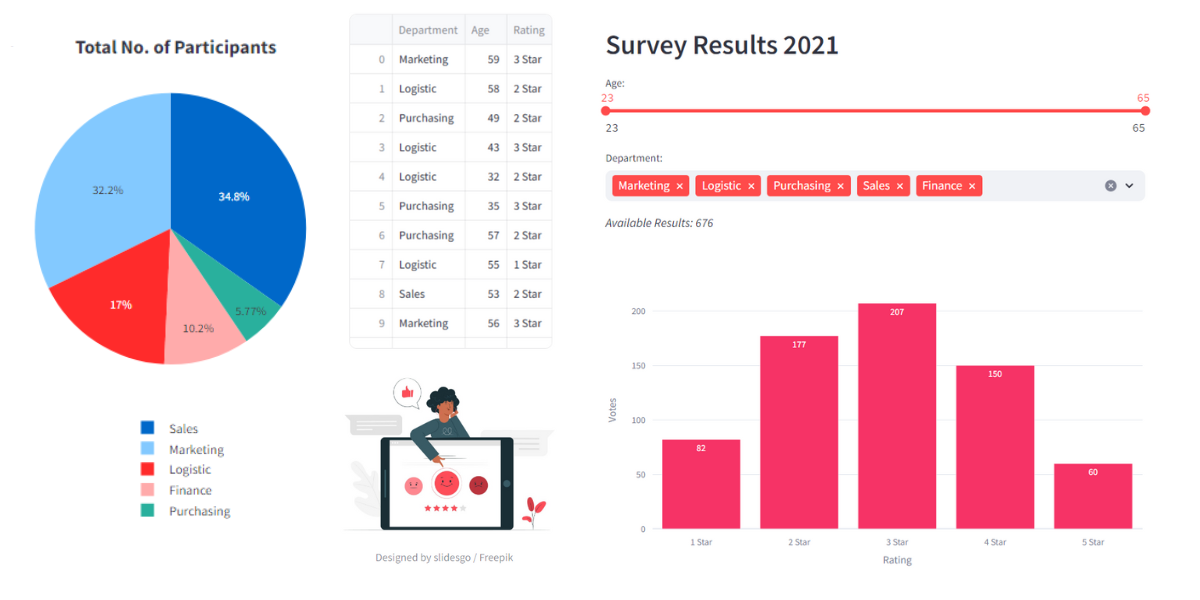 Total No. of Participants
34.8%
32.2%
17%
10.2%
5.77%
Sales
Marketing
Logistic
Finance
Purchasing
Department Age Rating
0 Marketing 59 3 Star
1 Logistic 58 2 Star
2 Purchasing 49 2 Star
3 Logistic 43 3 Star
4 Logistic 32 2 Star
5 Purchasing 35 3 Star
6 Purchasing 57 2 Star
7 Logistic 55 1 Star
8 Sales 53 2 Star
9 Marketing 56 3 Star
Designed by slidesgo / Freepik
Survey Results 2021
Age:
23 65
23 65
Department:
Marketing × Logistic × Purchasing × Sales × Finance ×
Available Results: 676
Votes
200
150
100
50
0
82
177
207
150
60
1 Star 2 Star 3 Star 4 Star 5 Star
Rating